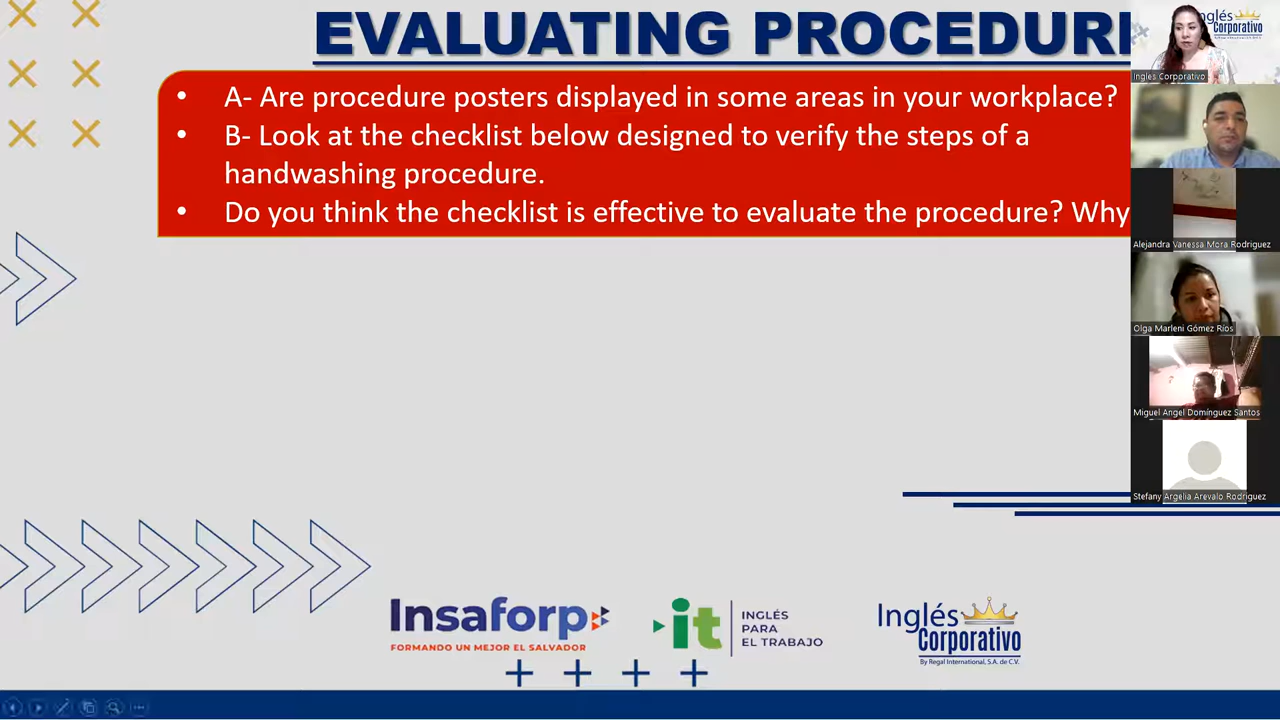 EVALUATING PROCEDUR
• A- Are procedure posters displayed in some areas in your workplace?
• B- Look at the checklist below designed to verify the steps of a
handwashing procedure.
• Do you think the checklist is effective to evaluate the procedure? Why
Inglés
Corporativo
Ingles Corporativo
Alejandra Vanessa Mora Rodriguez
Olga Marleni Gómez Ríos
Miguel Angel Domínguez Santos
Stefany Argelia Arevalo Rodriguez
Insaforp
FORMANDO UN MEJOR EL SALVADOR
it
INGLÉS
PARA
EL TRABAJO
Inglés
Corporativo
By Regal International, S.A. de C.V.